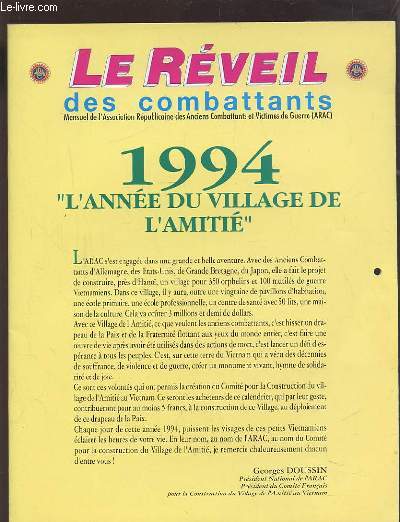 Le-livre.com
LE RÉVEIL
des combattants
Mensuel de l'Association Républicaine des Anciens Combattants et Victimes de Guerre (ARAC)
1994
"L'ANNÉE DU VILLAGE DE
L'AMITIÉ"
L'ARAC s'est engagée dans une grande et belle aventure. Avec des Anciens Combat-
tants d'Allemagne, des Etats-Unis, de Grande Bretagne, du Japon, elle a fait le projet
de construire, près d'Hanoï, un village pour 350 orphelins et 100 mutilés de guerre
Vietnamiens. Dans ce village, il y aura, outre une vingtaine de pavillons d'habitation,
une école primaire, une école professionnelle, un centre de santé avec 50 lits, une mai-
son de la culture. Cela va coûter 3 millions et demi de dollars.
Avec ce Village de l'Amitié, ce que veulent les anciens combattants, c'est hisser un dra-
peau de la Paix et de la Fraternité flottant aux yeux du monde entier, c'est faire une
œuvre de vie après avoir été utilisés dans des actions de mort, c'est lancer un défi d'es-
pérance à tous les peuples. C'est, sur cette terre du Vietnam qui a vécu des décennies
de souffrance, de violence et de guerre, créer un monument vivant, hymne de solida-
rité et de joie.
Ce sont ces volontés qui ont permis la création du Comité pour la Construction du vil-
lage de l'Amitié au Vietnam. Ce seront les acheteurs de ce calendrier, qui par leur geste,
contribueront pour au moins 5 francs, à la construction de ce Village, au déploiement
de ce drapeau de la Paix.
Chaque jour de cette année 1994, puissent les visages de ces petits Vietnamiens
éclairer les heures de votre vie. En leur nom, au nom de l'ARAC, au nom du Comité
pour la construction du Village de l'Amitié, je remercie chaleureusement chacun
d'entre vous !
Georges DOUSSIN
Président National de l'ARAC
Président du Comité Français
pour la Construction du Village de l'Amitié au Vietnam